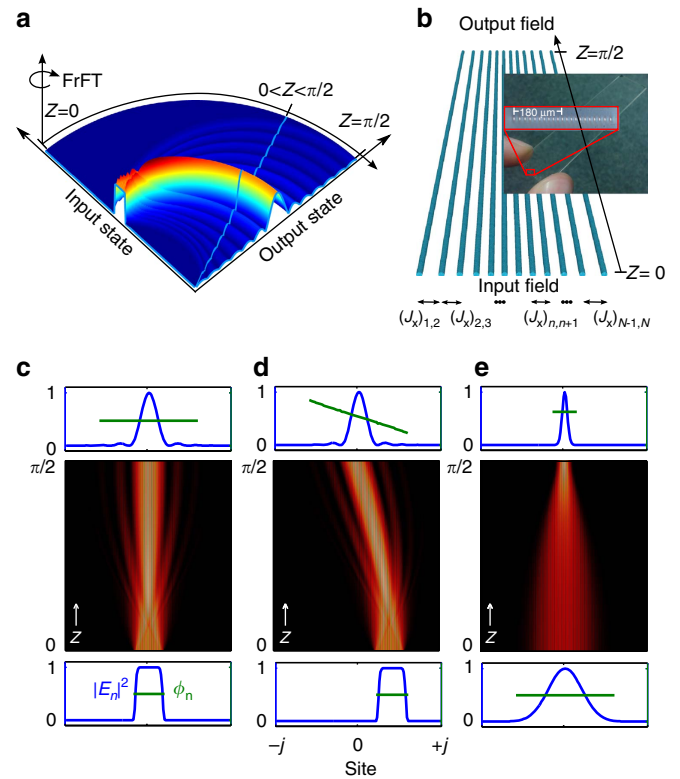 a
FrFT
Z=0
0<Z<π/2
Z=π/2
Input state
Output state
b
Output field
Z=π/2
180 μm
Z= 0
Input field
(Jx)1,2
(Jx)2,3
(Jx)n,n+1
(Jx)N-1,N
c
d
e
1
0
1
0
1
0
π/2
Z
0
π/2
Z
0
π/2
Z
0
1
|En|2
ϕn
0
1
0
1
0
−j
0
+j
Site